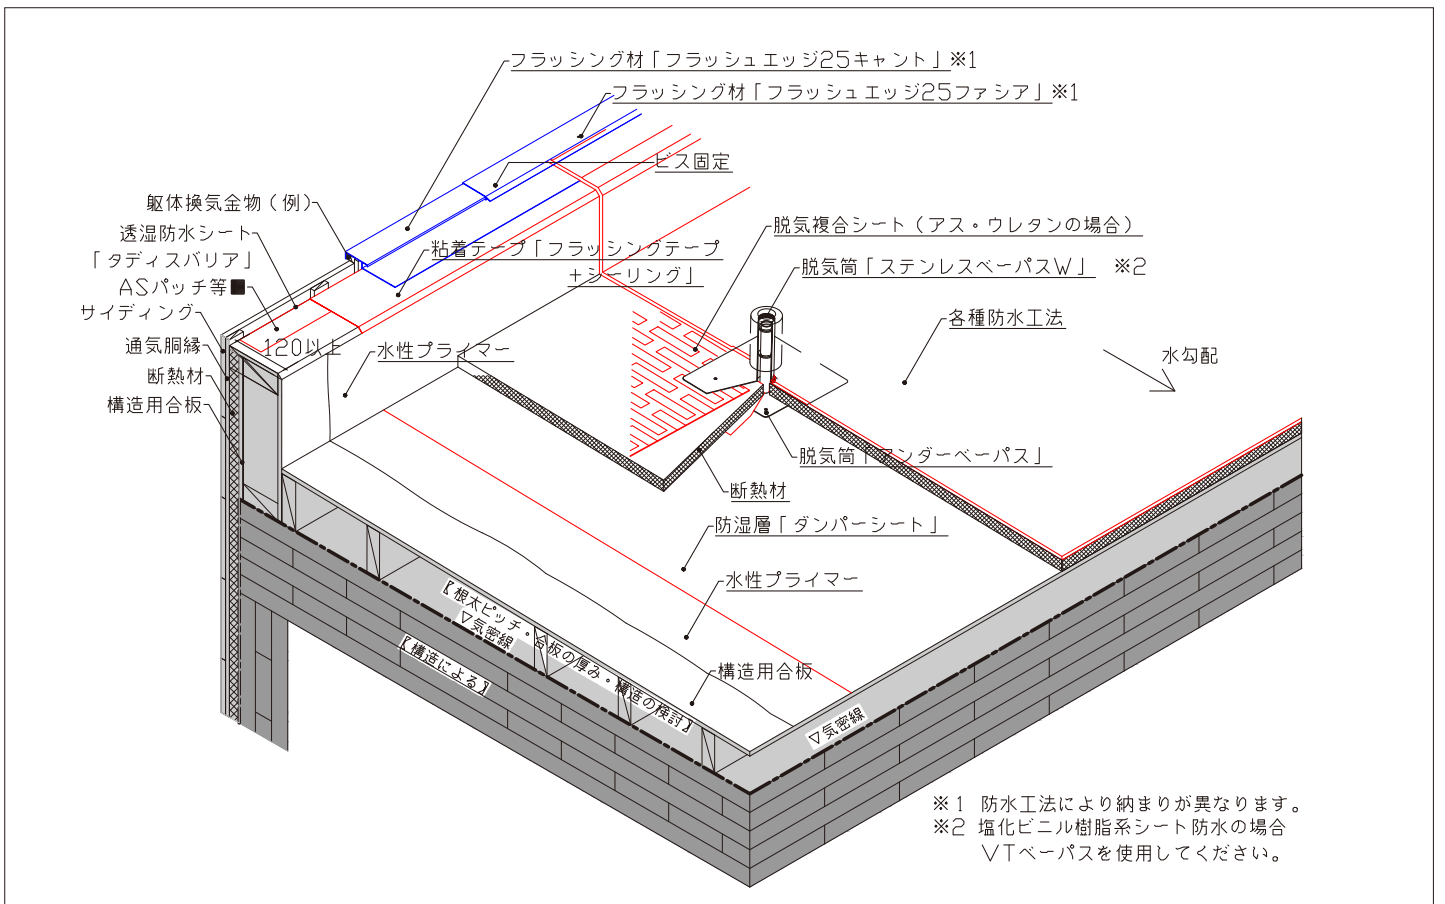 フラッシング材「フラッシュエッジ25キャント」※1
フラッシング材「フラッシュエッジ25ファシア」※1
ビス固定
躯体換気金物（例）
透湿防水シート
「タディスバリア」
ASパッチ等■
サイディング
通気胴縁
断熱材
構造用合板
粘着テープ「フラッシングテープ
＋シーリング」
120以上
水性プライマー
脱気複合シート（アス・ウレタンの場合）
脱気筒「ステンレスベーパスW」 ※2
各種防水工法
水勾配
脱気筒「アンダーベーパス」
断熱材
防湿層「ダンパーシート」
水性プライマー
構造用合板
【根太ピッチ・合板の厚み・構造の検討】
▽気密線
【構造による】
▽気密線
※1 防水工法により納まりが異なります。
※2 塩化ビニル樹脂系シート防水の場合
VTベーパスを使用してください。